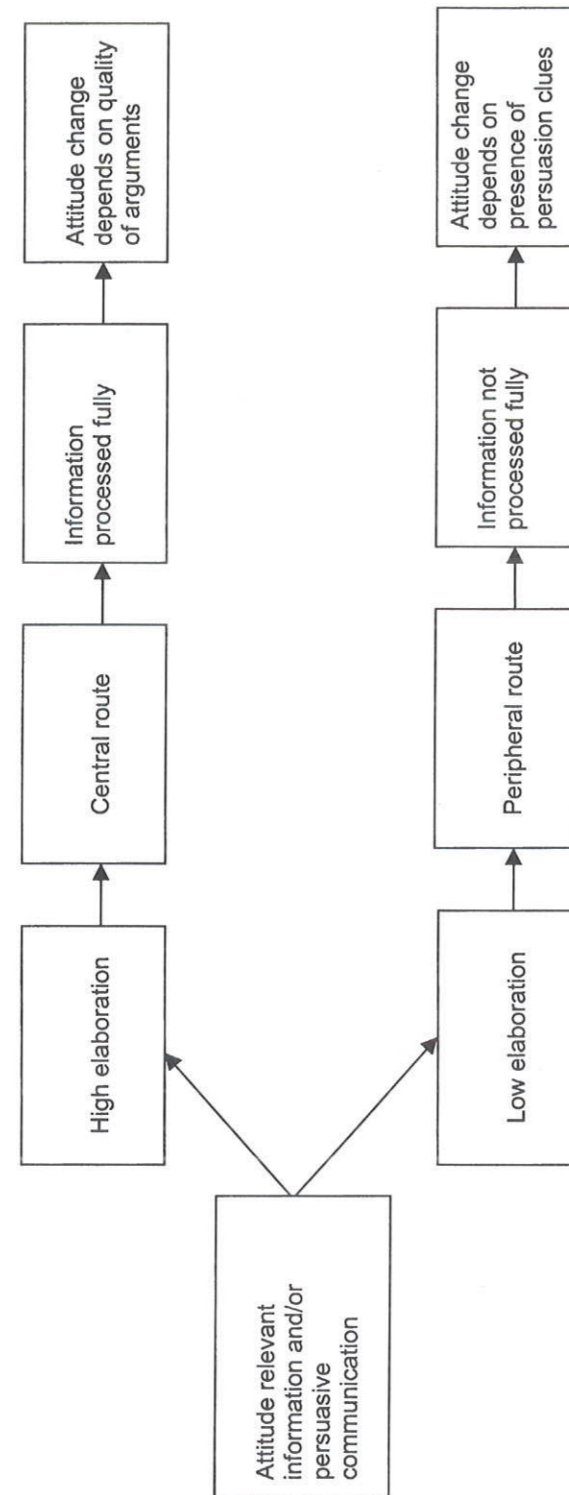 Attitude relevant
information and/or
persuasive
communication
High elaboration
Central route
Information
processed fully
Attitude change
depends on quality
of arguments
Low elaboration
Peripheral route
Information not
processed fully
Attitude change
depends on
presence of
persuasion clues